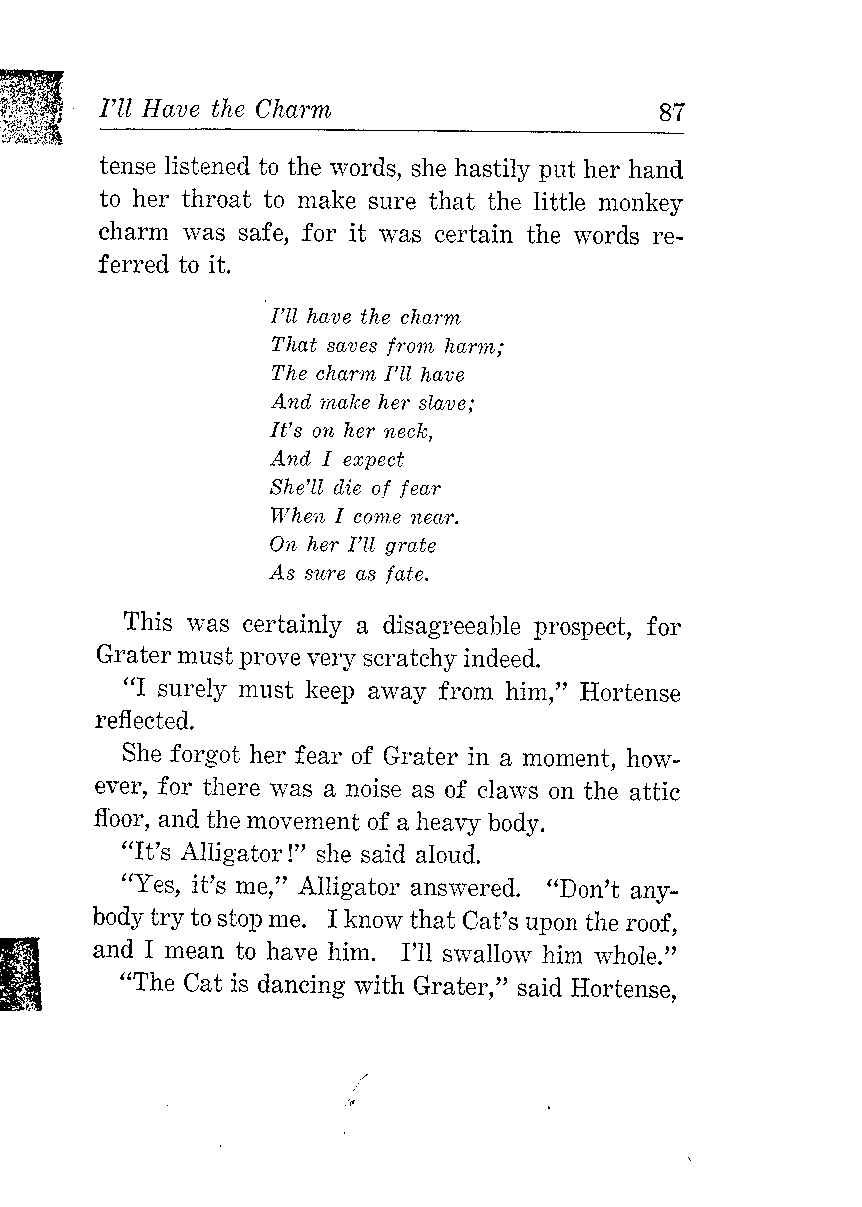 I'll Have the Charm 87
tense listened to the words, she hastily put her hand
to her throat to make sure that the little monkey
charm was safe, for it was certain the words re-
ferred to it.
I'll have the charm
That saves from harm;
The charm I'll have
And make her slave;
It's on her neck,
And I expect
She'll die of fear
When I come near.
On her I'll grate
As sure as fate.
This was certainly a disagreeable prospect, for
Grater must prove very scratchy indeed.
“I surely must keep away from him,” Hortense
reflected.
She forgot her fear of Grater in a moment, how-
ever, for there was a noise as of claws on the attic
floor, and the movement of a heavy body.
“It's Alligator!” she said aloud.
“Yes, it's me,” Alligator answered. “Don't any-
body try to stop me. I know that Cat's upon the roof,
and I mean to have him. I'll swallow him whole.”
“The Cat is dancing with Grater,” said Hortense,